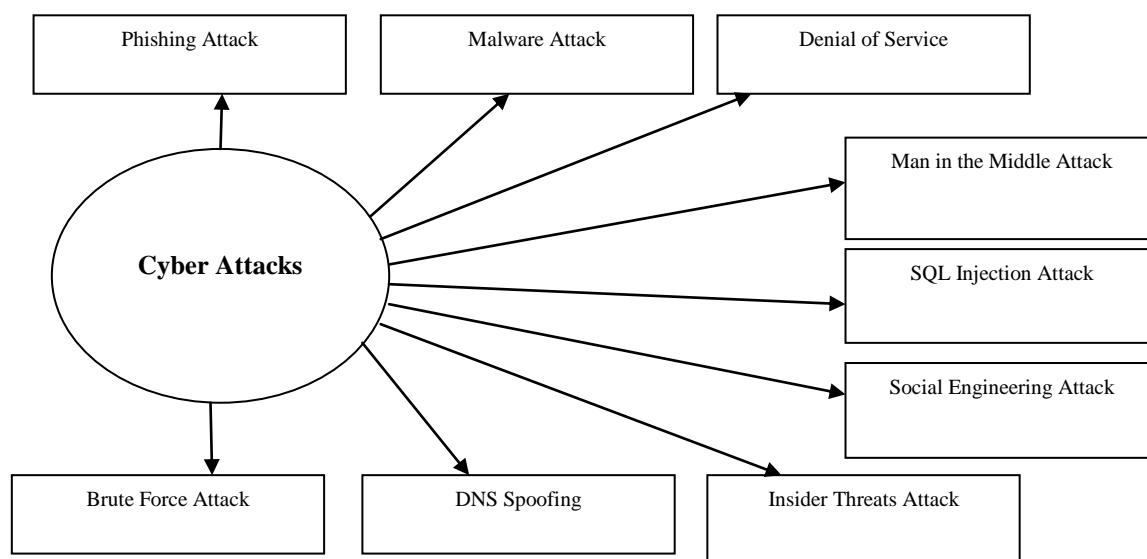 Phishing Attack
Malware Attack
Denial of Service
Man in the Middle Attack
Cyber Attacks
SQL Injection Attack
Social Engineering Attack
Brute Force Attack
DNS Spoofing
Insider Threats Attack